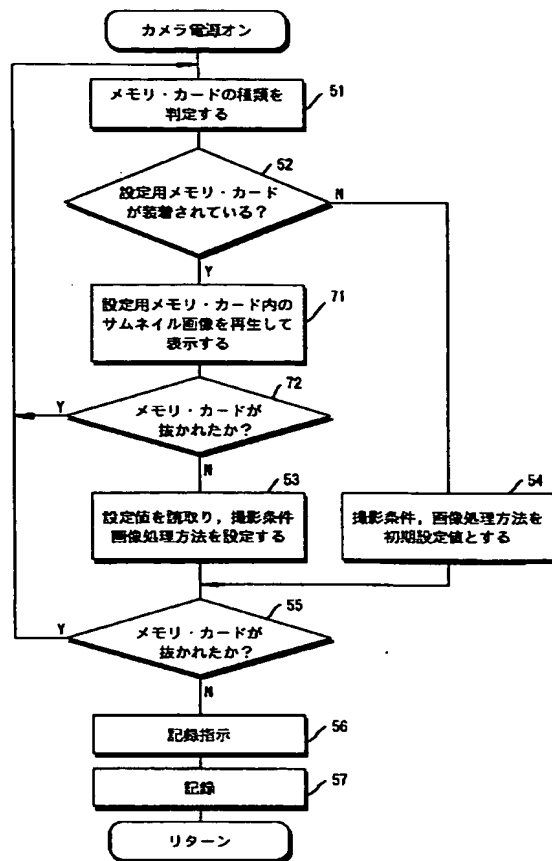 カメラ電源オン
メモリ・カードの種類を
判定する
51
設定用メモリ・カード
が装着されている?
52
N
Y
設定用メモリ・カード内の
サムネイル画像を再生して
表示する
71
メモリ・カードが
抜かれたか?
72
Y
N
設定値を読取り,撮影条件
画像処理方法を設定する
53
撮影条件,画像処理方法を
初期設定値とする
54
メモリ・カードが
抜かれたか?
55
Y
N
記録指示
56
記録
57
リターン